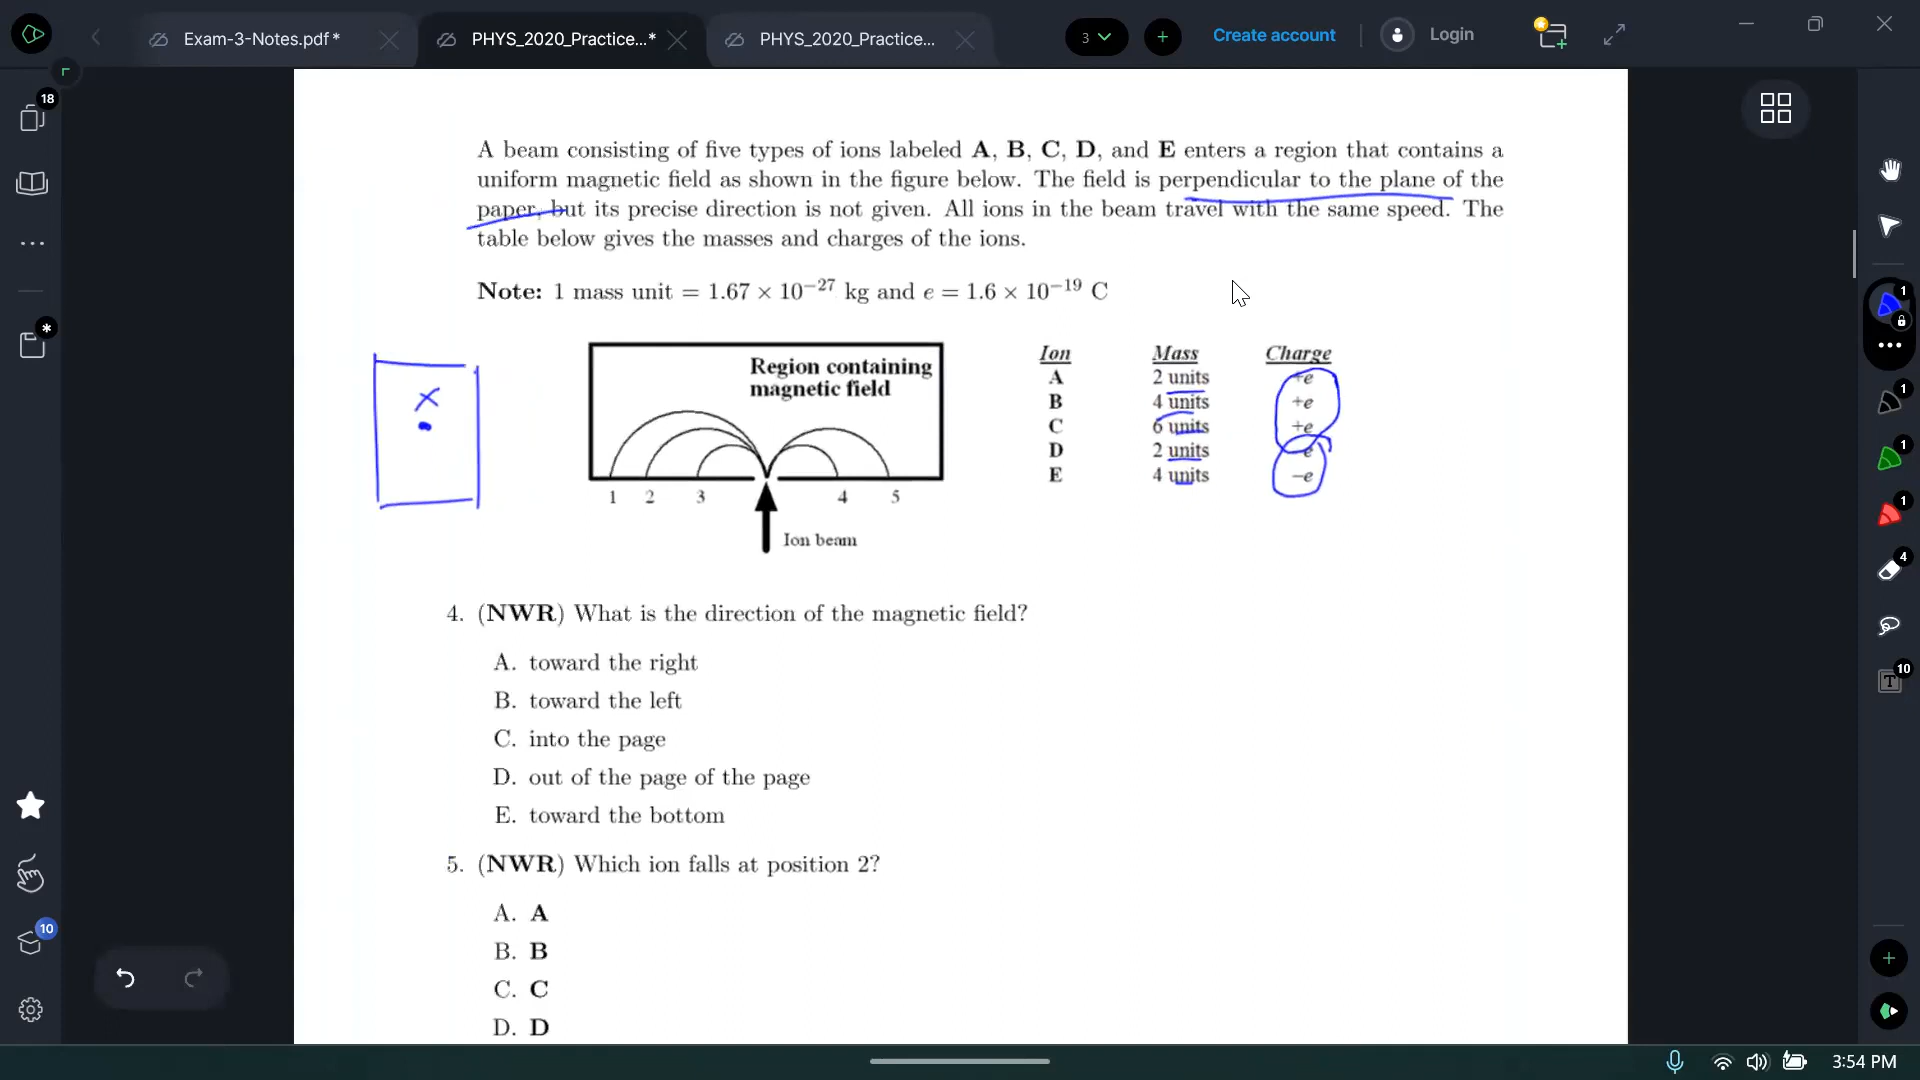 Exam-3-Notes.pdf*
PHYS_2020_Practice...*
PHYS_2020_Practice...
3
Create account
Login
18
A beam consisting of five types of ions labeled A, B, C, D, and E enters a region that contains a
uniform magnetic field as shown in the figure below. The field is perpendicular to the plane of the
paper, but its precise direction is not given. All ions in the beam travel with the same speed. The
table below gives the masses and charges of the ions.
Note: 1 mass unit = 1.67 × 10⁻²⁷ kg and e = 1.6 × 10⁻¹⁹ C
Region containing
magnetic field
1 2 3 4 5
Ion beam
Ion Mass Charge
A 2 units +e
B 4 units +e
C 6 units +e
D 2 units e
E 4 units −e
4. (NWR) What is the direction of the magnetic field?
A. toward the right
B. toward the left
C. into the page
D. out of the page of the page
E. toward the bottom
5. (NWR) Which ion falls at position 2?
A. A
B. B
C. C
D. D
1
1
1
1
4
10
10
3:54 PM